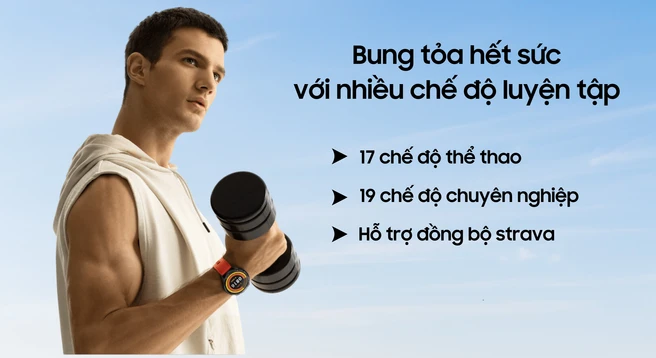 Bung tỏa hết sức
với nhiều chế độ luyện tập
17 chế độ thể thao
19 chế độ chuyên nghiệp
Hỗ trợ đồng bộ strava